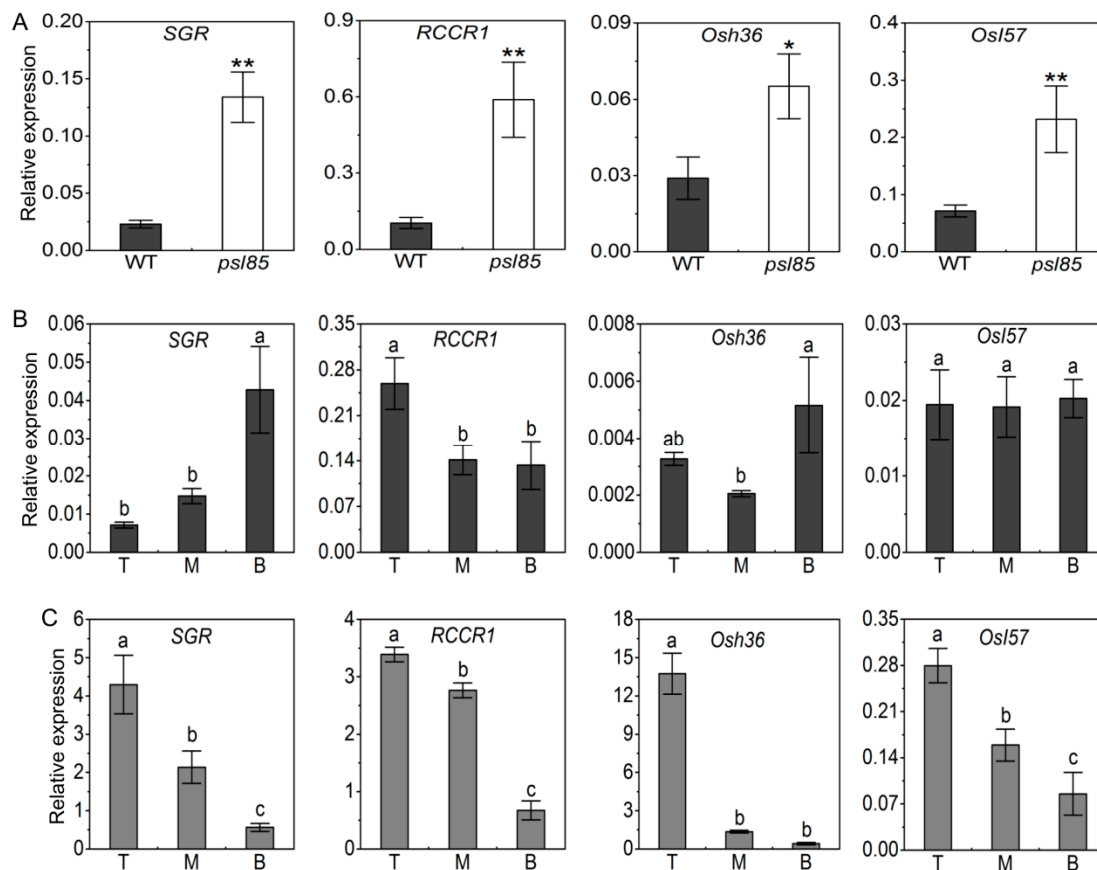 A
SGR
RCCR1
Osh36
OsI57
Relative expression
0.20
0.15
0.10
0.05
0.00
**
WT
psl85
0.9
0.6
0.3
0.0
**
WT
psl85
0.09
0.06
0.03
0.00
*
WT
psl85
0.4
0.3
0.2
0.1
0.0
**
WT
psl85
B
SGR
RCCR1
Osh36
OsI57
Relative expression
0.06
0.05
0.04
0.03
0.02
0.01
0.00
b
b
a
T M B
0.35
0.28
0.21
0.14
0.07
0.00
a
b
b
T M B
0.008
0.006
0.004
0.002
0.000
ab
b
a
T M B
0.03
0.02
0.01
0.00
a
a
a
T M B
C
SGR
RCCR1
Osh36
OsI57
Relative expression
6
5
4
3
2
1
0
a
b
c
T M B
4
3
2
1
0
a
b
c
T M B
18
15
12
9
6
3
0
a
b
b
T M B
0.35
0.28
0.21
0.14
0.07
0.00
a
b
c
T M B